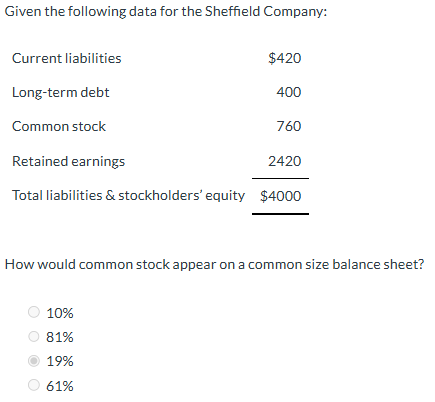 Given the following data for the Sheffield Company:
Current liabilities $420
Long-term debt 400
Common stock 760
Retained earnings 2420
Total liabilities & stockholders' equity $4000
How would common stock appear on a common size balance sheet?
10%
81%
19%
61%